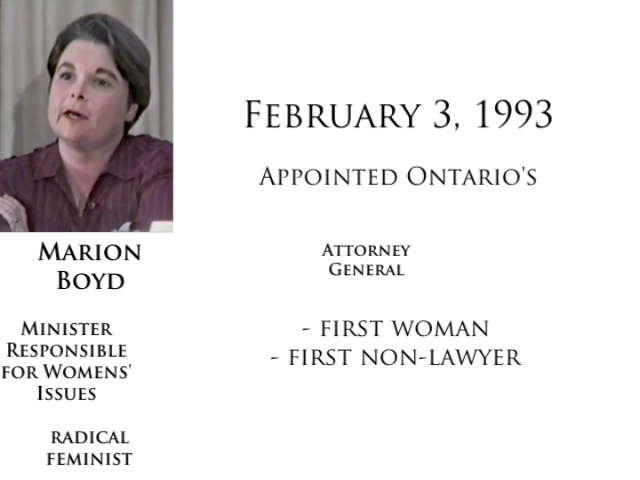 February 3, 1993
Appointed Ontario's
Attorney
General
- first woman
- first non-lawyer
Marion
Boyd
Minister
Responsible
for Womens'
Issues
radical
feminist